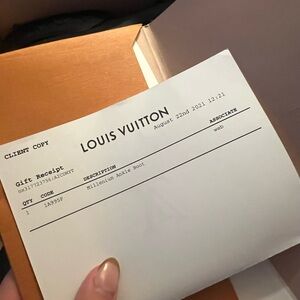 CLIENT COPY
LOUIS VUITTON
August 22nd 2021 12:21
Gift Receipt
ASSOCIATE
web
QTY CODE DESCRIPTION
1 1A995P Millenium Ankle Boot